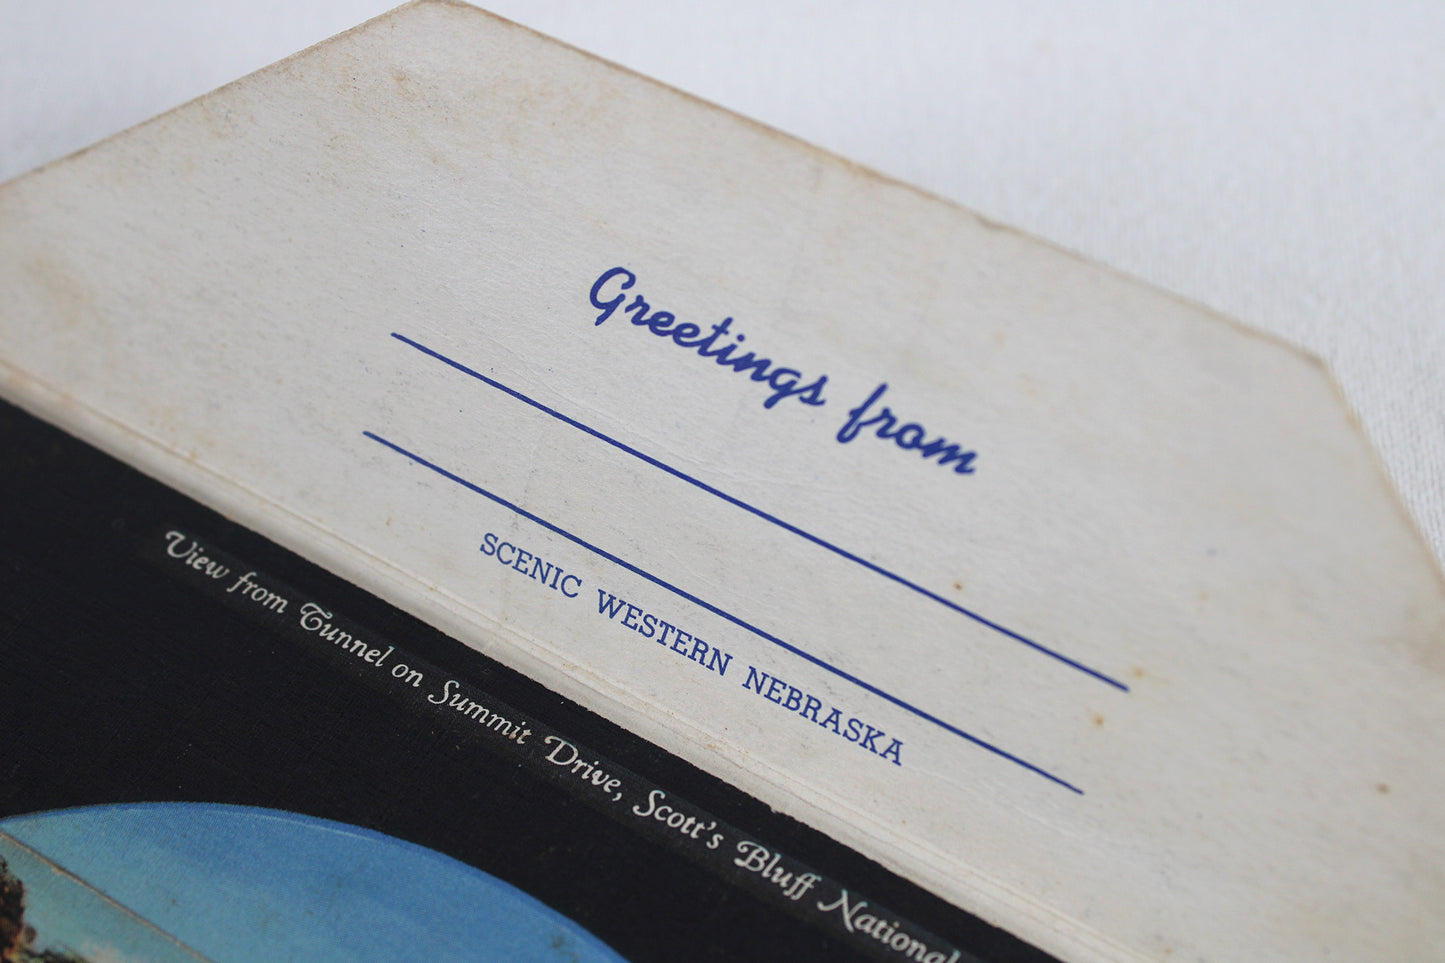 Greetings from
SCENIC WESTERN NEBRASKA
View from Tunnel on Summit Drive, Scott's Bluff National